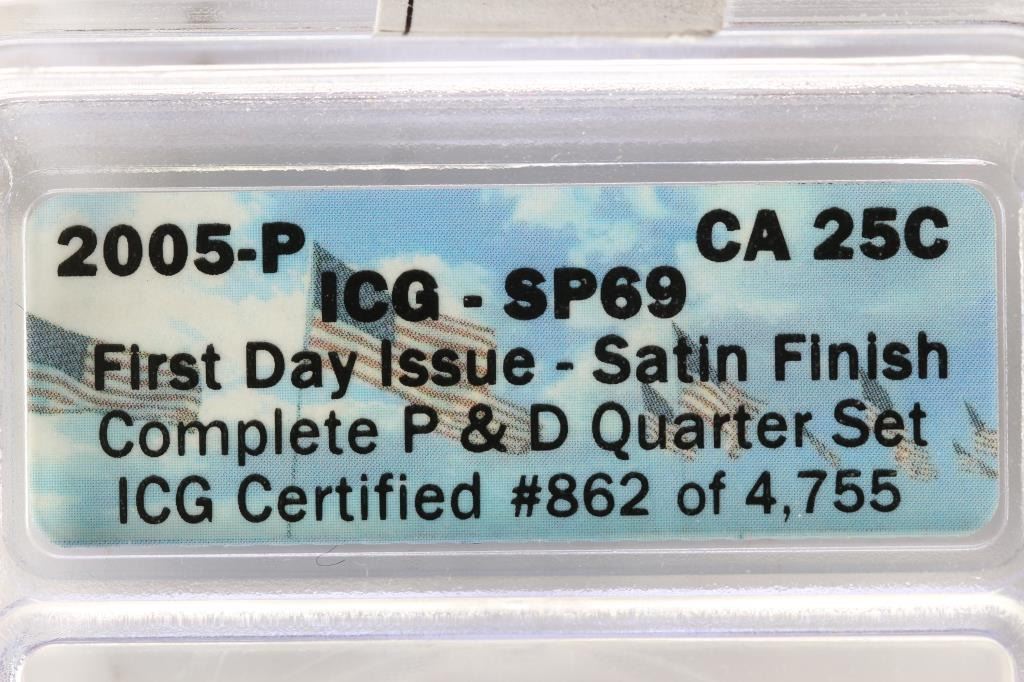 2005-P CA 25C
ICG - SP69
First Day Issue - Satin Finish
Complete P & D Quarter Set
ICG Certified #862 of 4,755